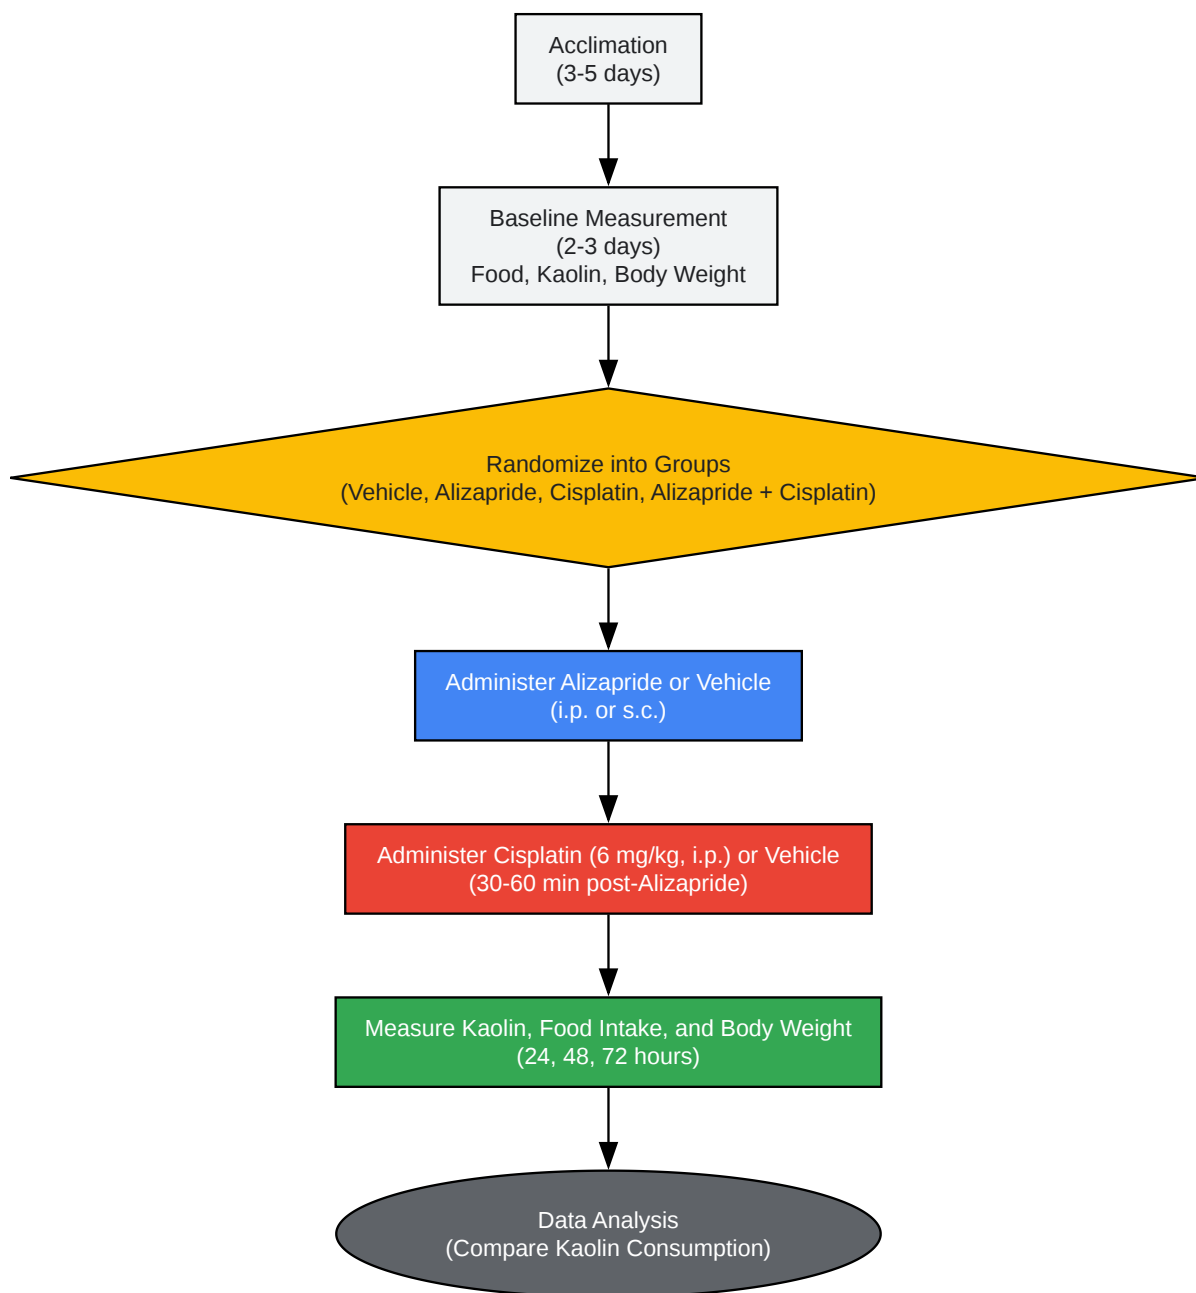 Acclimation
(3-5 days)
Baseline Measurement
(2-3 days)
Food, Kaolin, Body Weight
Randomize into Groups
(Vehicle, Alizapride, Cisplatin, Alizapride + Cisplatin)
Administer Alizapride or Vehicle
(i.p. or s.c.)
Administer Cisplatin (6 mg/kg, i.p.) or Vehicle
(30-60 min post-Alizapride)
Measure Kaolin, Food Intake, and Body Weight
(24, 48, 72 hours)
Data Analysis
(Compare Kaolin Consumption)